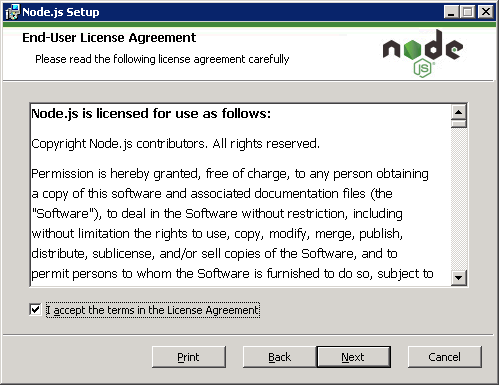 Node.js Setup
End-User License Agreement
Please read the following license agreement carefully
node
JS
Node.js is licensed for use as follows:
Copyright Node.js contributors. All rights reserved.
Permission is hereby granted, free of charge, to any person obtaining
a copy of this software and associated documentation files (the
"Software"), to deal in the Software without restriction, including
without limitation the rights to use, copy, modify, merge, publish,
distribute, sublicense, and/or sell copies of the Software, and to
permit persons to whom the Software is furnished to do so, subject to
I accept the terms in the License Agreement
Print
Back
Next
Cancel